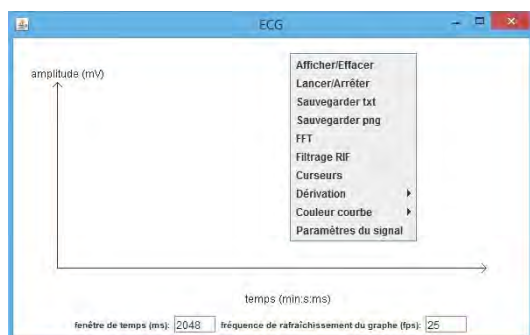 ECG
amplitude (mV)
Afficher/Effacer
Lancer/Arrêter
Sauvegarder txt
Sauvegarder png
FFT
Filtrage RIF
Curseurs
Dérivation
Couleur courbe
Paramètres du signal
temps (min:s:ms)
fenêtre de temps (ms): 2048 fréquence de rafraîchissement du graphe (fps): 25